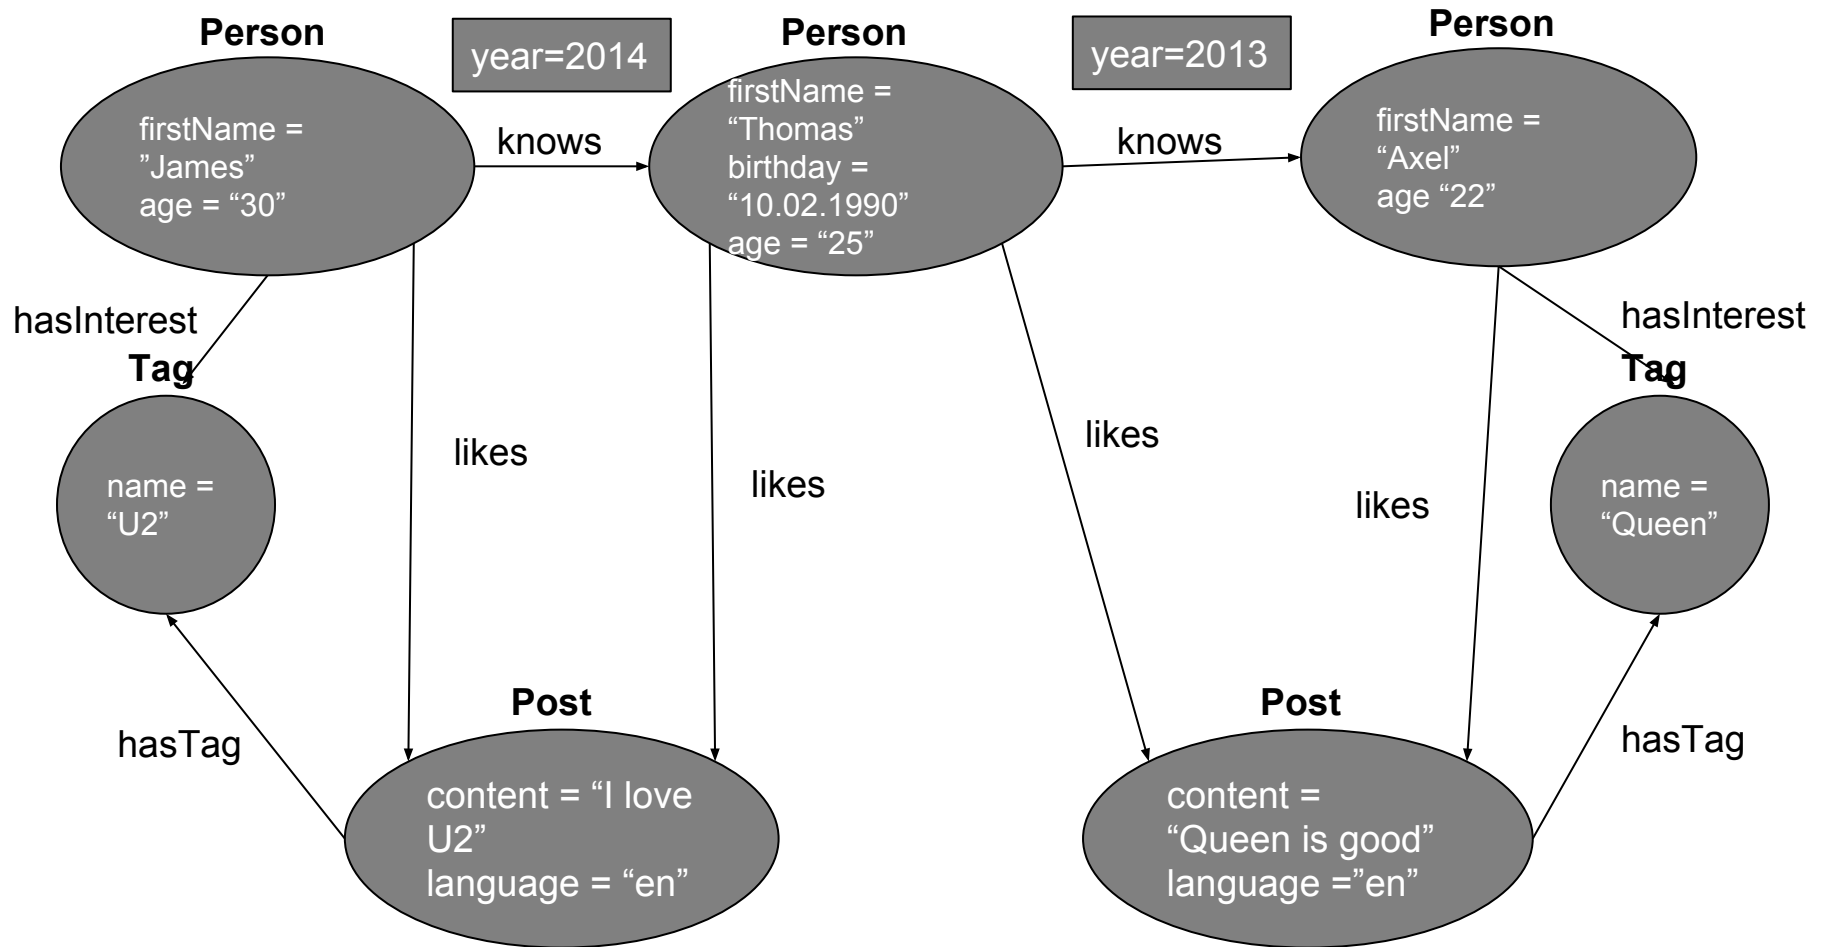 Person
year=2014
Person
year=2013
Person
firstName =
”James”
age = “30”
knows
firstName =
“Thomas”
birthday =
“10.02.1990”
age = “25”
knows
firstName =
“Axel”
age “22”
hasInterest
hasInterest
Tag
Tag
name =
“U2”
likes
likes
likes
likes
name =
“Queen”
hasTag
Post
Post
hasTag
content = “I love
U2”
language = “en”
content =
“Queen is good”
language =”en”